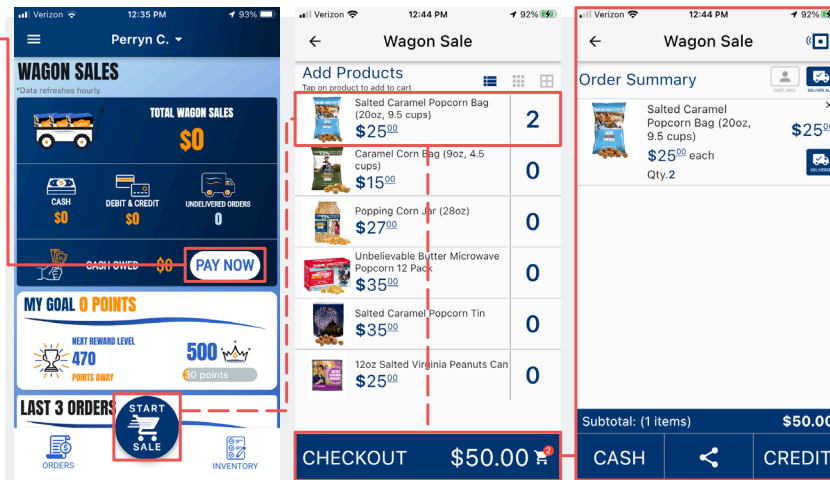 Verizon 12:35 PM 93%
Perryn C.
WAGON SALES
*Data refreshes hourly.
TOTAL WAGON SALES
$0
CASH
$0
DEBIT & CREDIT
$0
UNDELIVERED ORDERS
0
CASH OWED $0 PAY NOW
MY GOAL 0 POINTS
NEXT REWARD LEVEL
470
POINTS AWAY
500
30 points
LAST 3 ORDERS
START
SALE
ORDERS
INVENTORY
Verizon 12:44 PM 92%
Wagon Sale
Add Products
Tap on product to add to cart
Salted Caramel Popcorn Bag
(20oz, 9.5 cups)
$25.00
2
Caramel Corn Bag (9oz, 4.5
cups)
$15.00
0
Popping Corn Jar (28oz)
$27.00
0
Unbelievable Butter Microwave
Popcorn 12 Pack
$35.00
0
Salted Caramel Popcorn Tin
$35.00
0
12oz Salted Virginia Peanuts Can
$25.00
0
CHECKOUT $50.00 2
Verizon 12:44 PM 92%
Wagon Sale
Order Summary
CUST. INFO
DELIVER AL
Salted Caramel
Popcorn Bag (20oz,
9.5 cups)
$25.00 each
Qty.2
$25.0
DELIVERED
Subtotal: (1 items) $50.00
CASH
CREDIT